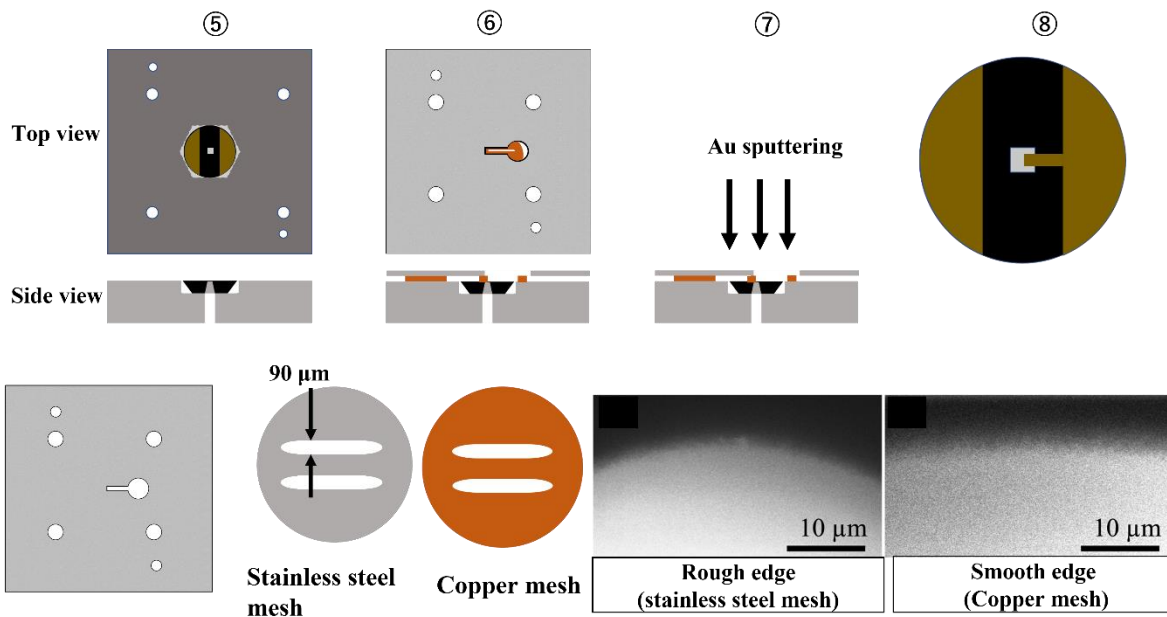 ⑤ ⑥ ⑦ ⑧
Top view
Au sputtering
Side view
90 µm
Stainless steel
mesh
Copper mesh
10 µm
Rough edge
(stainless steel mesh)
10 µm
Smooth edge
(Copper mesh)